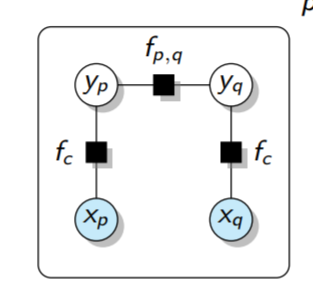 p
f_{p,q}
y_p y_q
f_c f_c
x_p x_q